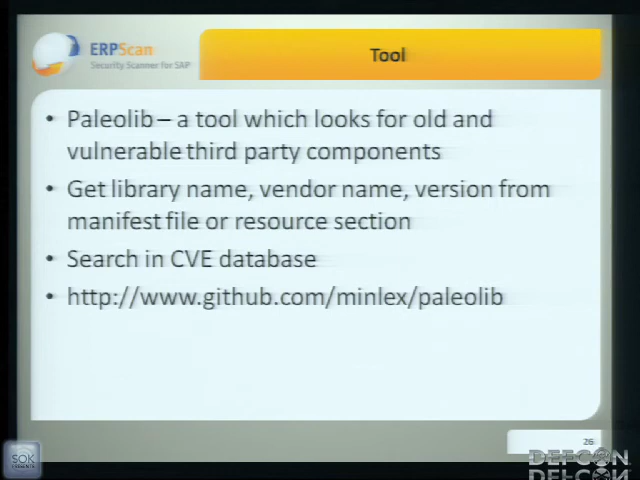 ERPScan
Security Scanner for SAP
Tool
• Paleolib – a tool which looks for old and
vulnerable third party components
• Get library name, vendor name, version from
manifest file or resource section
• Search in CVE database
• http://www.github.com/minlex/paleolib
26
SOK
DEFCON
DEFCON